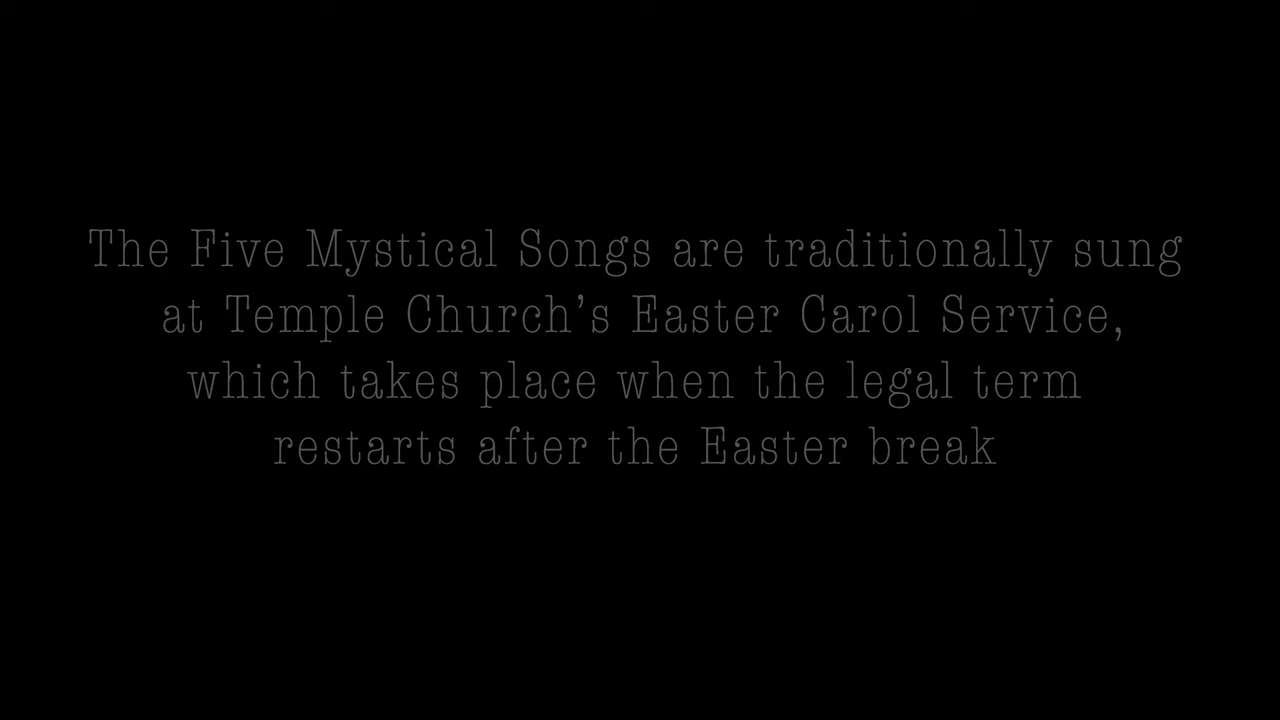 The Five Mystical Songs are traditionally sung
at Temple Church’s Easter Carol Service,
which takes place when the legal term
restarts after the Easter break